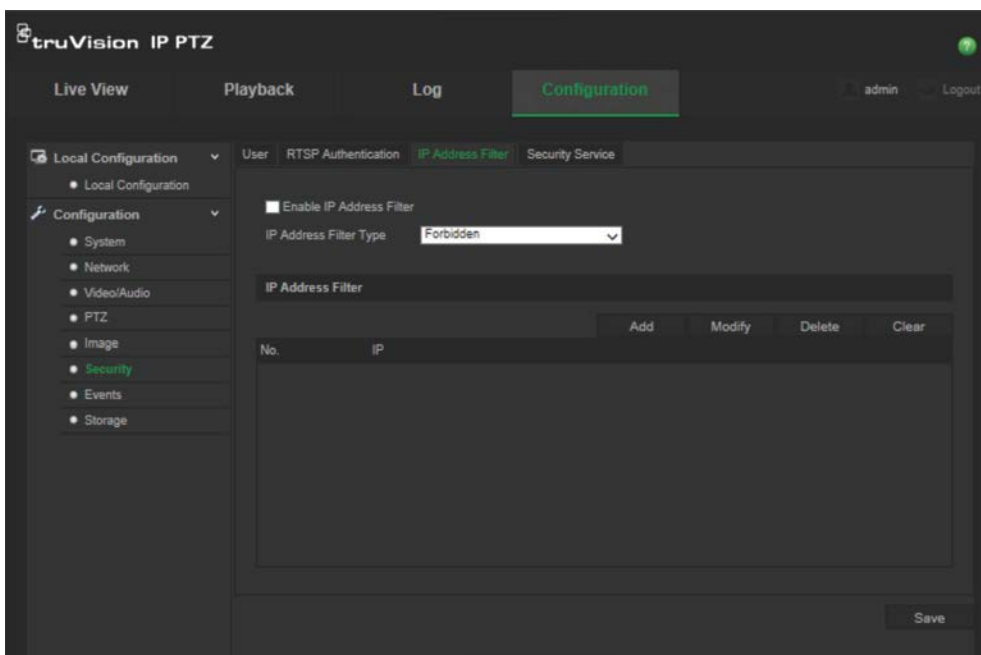 truVision IP PTZ
?
Live View Playback Log Configuration admin Logout
Local Configuration
Local Configuration
Configuration
System
Network
Video/Audio
PTZ
Image
Security
Events
Storage
User RTSP Authentication IP Address Filter Security Service
Enable IP Address Filter
IP Address Filter Type Forbidden
IP Address Filter
Add Modify Delete Clear
No. IP
Save